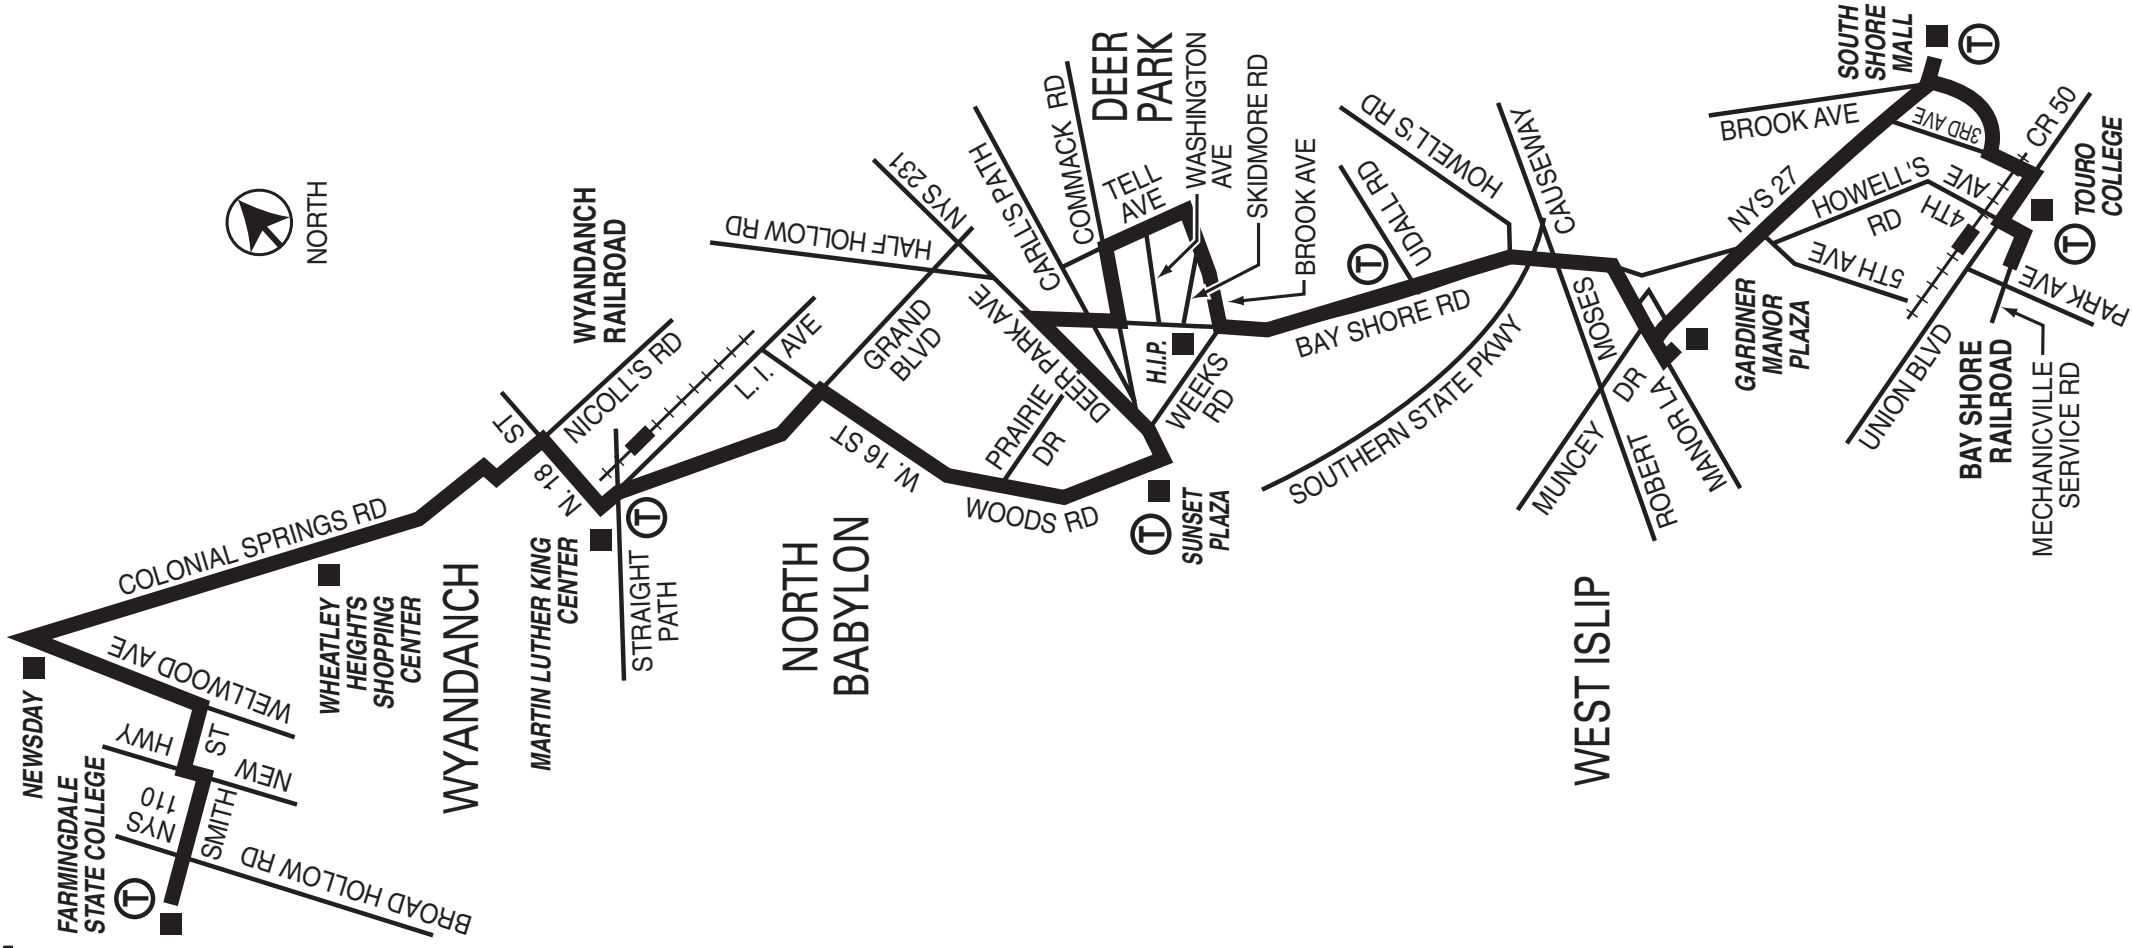 NORTH
NEWSDAY
FARMINGDALE
STATE COLLEGE
T
COLONIAL SPRINGS RD
WELLWOOD AVE
NEW
HWY
SMITH
ST
NYS
110
BROAD HOLLOW RD
WHEATLEY
HEIGHTS
SHOPPING
CENTER
WYANDANCH
MARTIN LUTHER KING
CENTER
T
STRAIGHT
PATH
N. 18
ST
NICOLL'S RD
WYANDANCH
RAILROAD
L. I. AVE
GRAND
BLVD
W. 16 ST
NORTH
BABYLON
HALF HOLLOW RD
NYS 231
DEER PARK AVE
DEER PARK
PRAIRIE
DR
WOODS RD
T
SUNSET
PLAZA
CARLL'S PATH
COMMACK RD
DEER
PARK
TELL
AVE
WASHINGTON
AVE
SKIDMORE RD
BROOK AVE
H.I.P.
WEEKS
RD
BAY SHORE RD
T
UDALL RD
HOWELL'S RD
SOUTHERN STATE PKWY
ROBERT
MOSES
CAUSEWAY
MUNCEY
DR
MANOR LA
WEST ISLIP
GARDINER
MANOR
PLAZA
NYS 27
BROOK AVE
SOUTH
SHORE
MALL
T
3RD AVE
HOWELL'S
RD
4TH
AVE
5TH AVE
CR 50
UNION BLVD
TOURO
COLLEGE
T
PARK AVE
BAY SHORE
RAILROAD
MECHANICVILLE
SERVICE RD